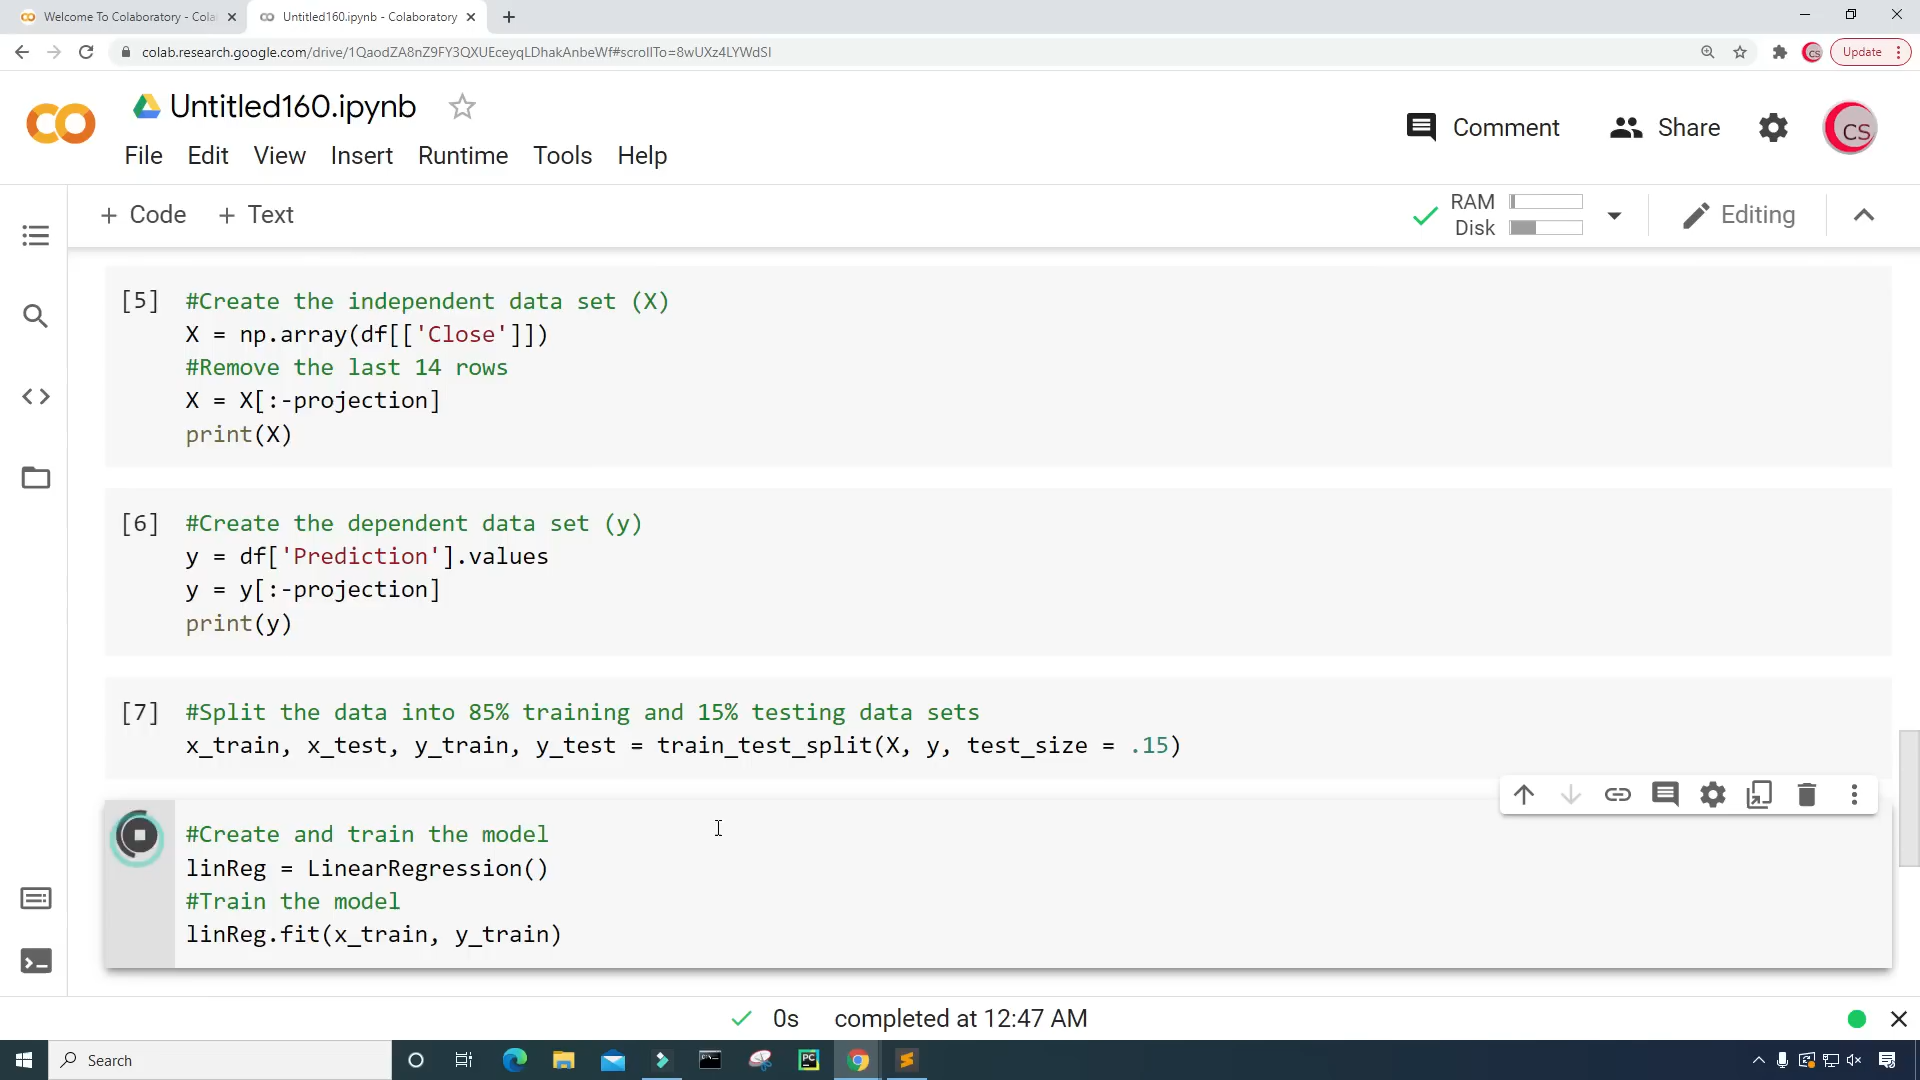 Welcome To Colaboratory - Cola
Untitled160.ipynb - Colaboratory
colab.research.google.com/drive/1QaodZA8nZ9FY3QXUEceyqLDhakAnbeWf#scrollTo=8wUXz4LYWdSI
CS
Update
Untitled160.ipynb
Comment
Share
CS
File Edit View Insert Runtime Tools Help
+ Code + Text
RAM
Disk
Editing
[5] #Create the independent data set (X)
X = np.array(df[['Close']])
#Remove the last 14 rows
X = X[:-projection]
print(X)
[6] #Create the dependent data set (y)
y = df['Prediction'].values
y = y[:-projection]
print(y)
[7] #Split the data into 85% training and 15% testing data sets
x_train, x_test, y_train, y_test = train_test_split(X, y, test_size = .15)
#Create and train the model
linReg = LinearRegression()
#Train the model
linReg.fit(x_train, y_train)
0s completed at 12:47 AM
Search
PC